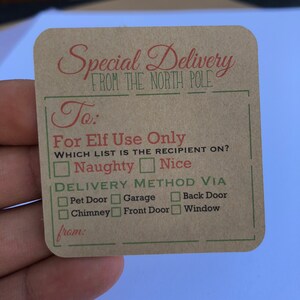 Special Delivery
FROM THE NORTH POLE
To:
For Elf Use Only
Which list is the recipient on?
Naughty Nice
Delivery Method Via
Pet Door Garage Back Door
Chimney Front Door Window
from: